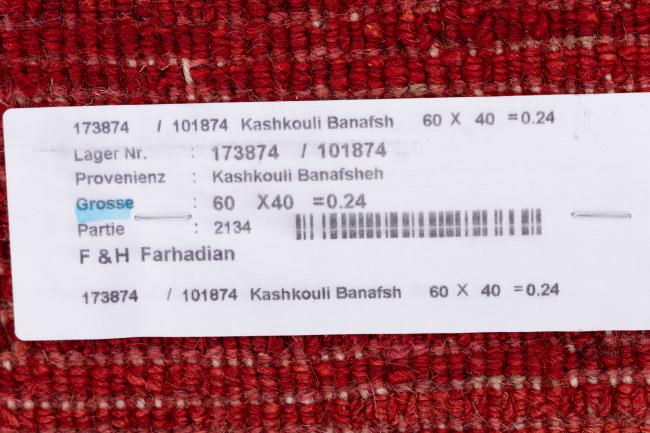 173874 / 101874 Kashkouli Banafsh 60 X 40 =0.24
Lager Nr. : 173874 / 101874
Provenienz : Kashkouli Banafsheh
Grosse : 60 X40 =0.24
Partie : 2134
F & H Farhadian
173874 / 101874 Kashkouli Banafsh 60 X 40 =0.24